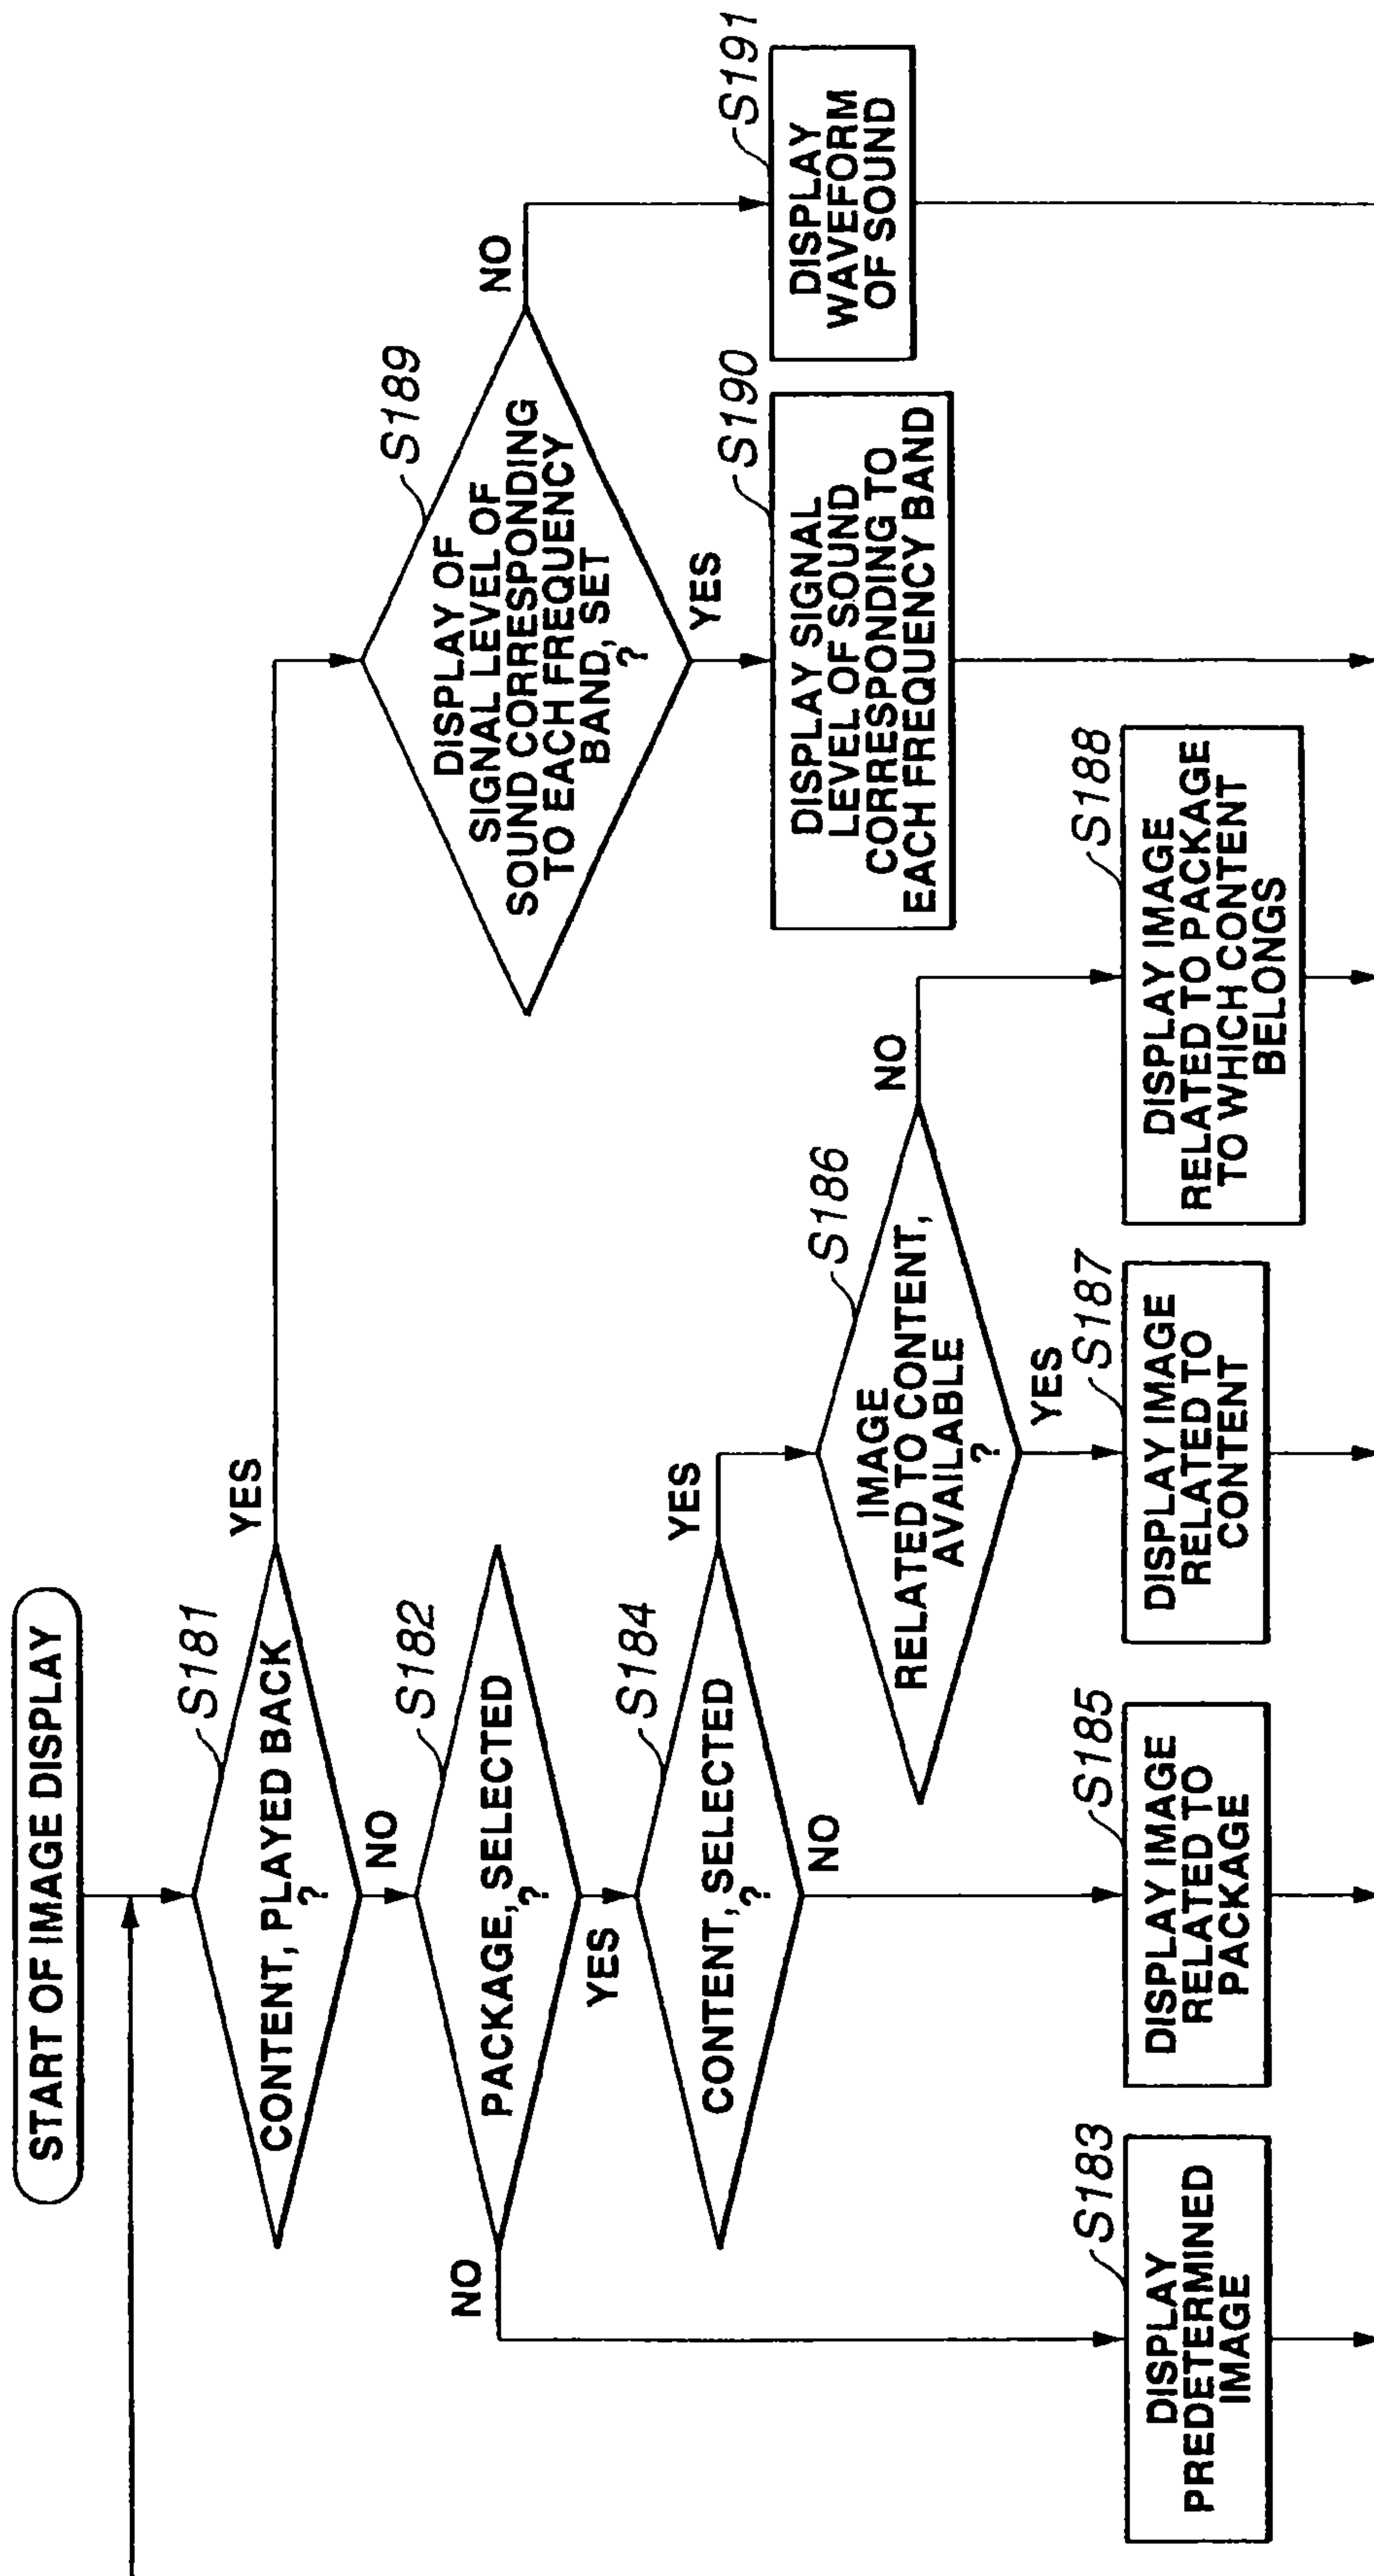 START OF IMAGE DISPLAY
S181
CONTENT, PLAYED BACK
?
YES
NO
S182
PACKAGE, SELECTED
?
NO
YES
S184
CONTENT, SELECTED
?
YES
NO
S186
IMAGE
RELATED TO CONTENT,
AVAILABLE
?
NO
YES
S189
DISPLAY OF
SIGNAL LEVEL OF
SOUND CORRESPONDING
TO EACH FREQUENCY
BAND, SET
?
NO
YES
S183
DISPLAY
PREDETERMINED
IMAGE
S185
DISPLAY IMAGE
RELATED TO
PACKAGE
S187
DISPLAY IMAGE
RELATED TO
CONTENT
S188
DISPLAY IMAGE
RELATED TO PACKAGE
TO WHICH CONTENT
BELONGS
S190
DISPLAY SIGNAL
LEVEL OF SOUND
CORRESPONDING TO
EACH FREQUENCY BAND
S191
DISPLAY
WAVEFORM
OF SOUND